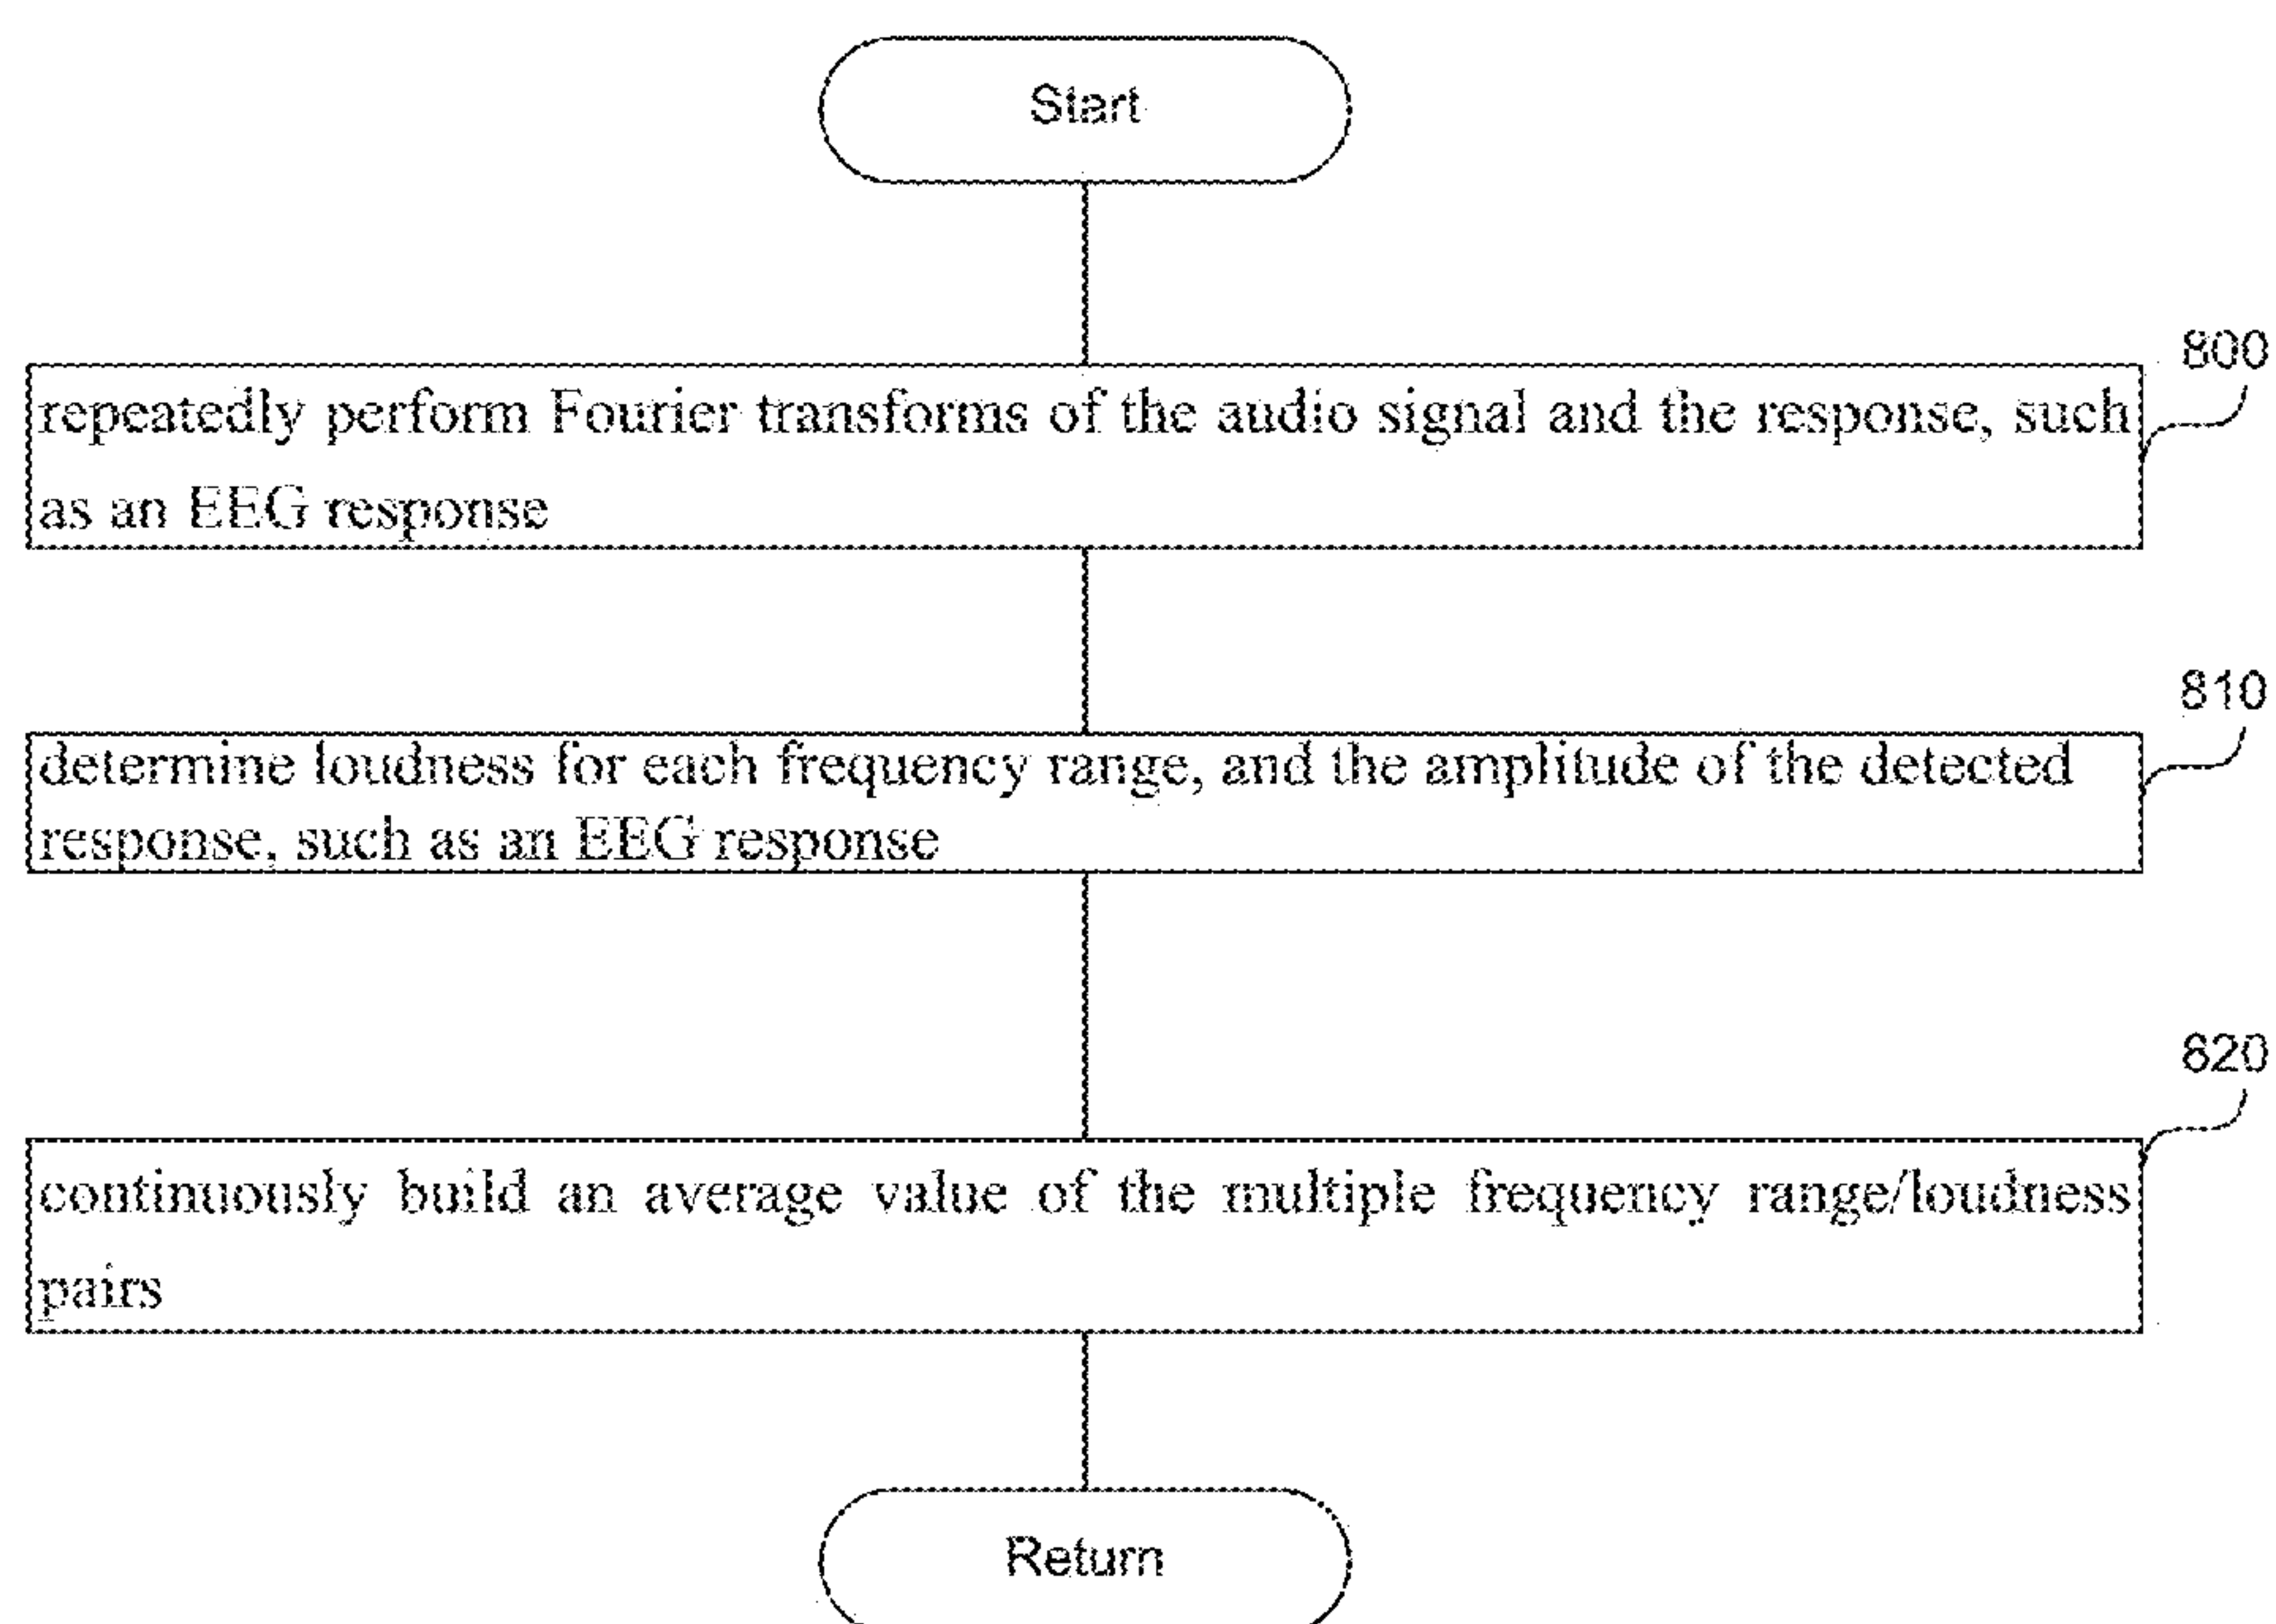 Start
800
repeatedly perform Fourier transforms of the audio signal and the response, such
as an EEG response
810
determine loudness for each frequency range, and the amplitude of the detected
response, such as an EEG response
820
continuously build an average value of the multiple frequency range/loudness
pairs
Return